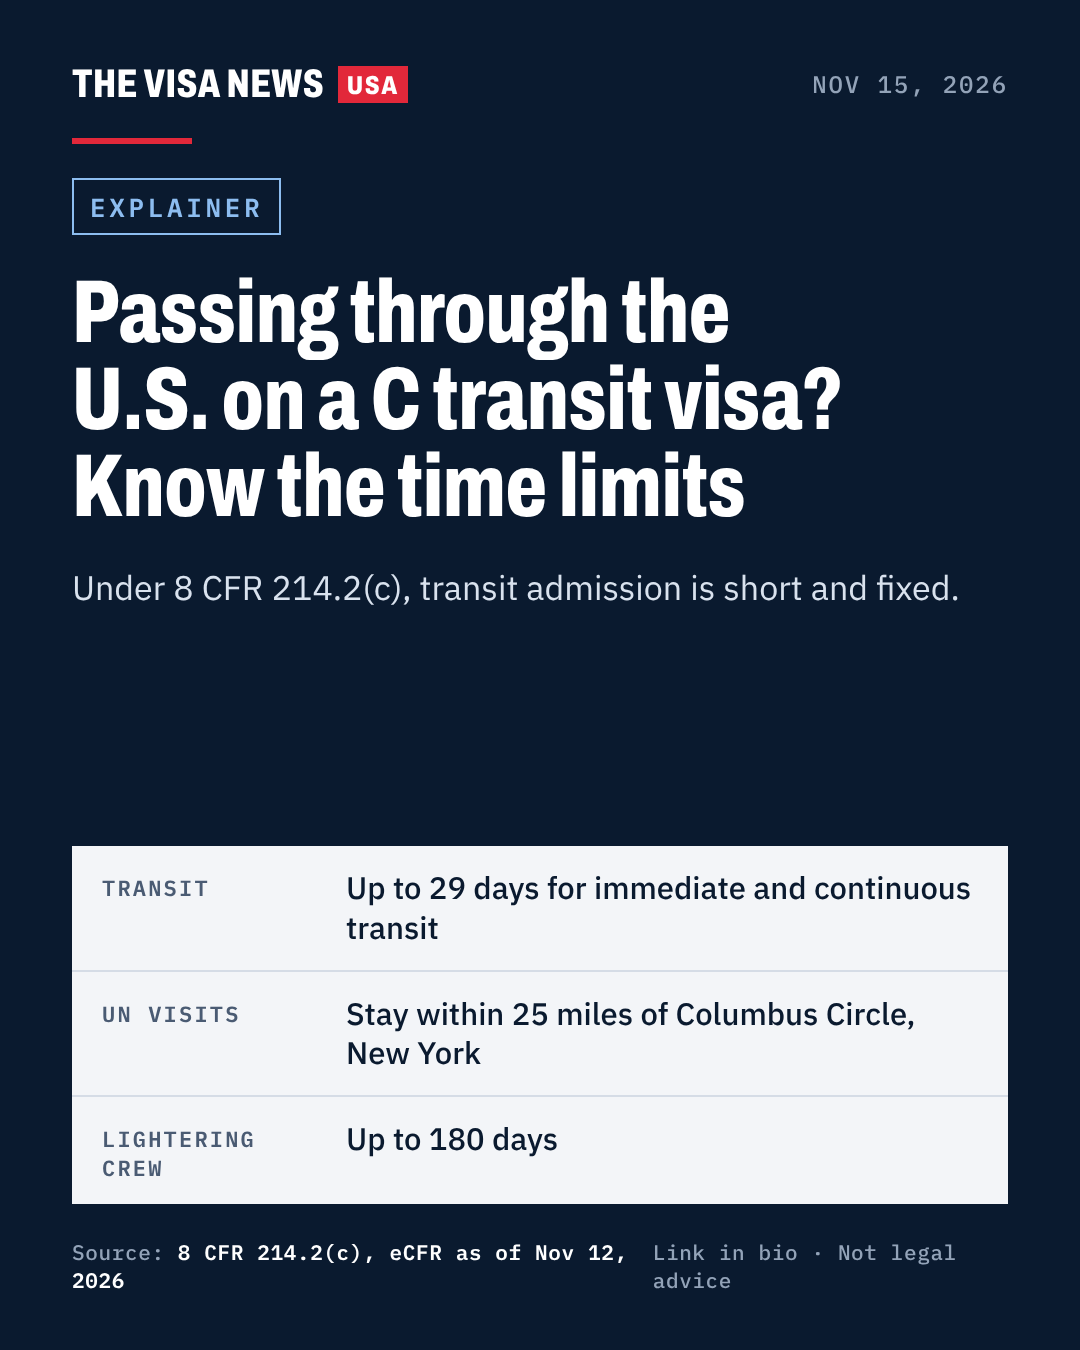 THE VISA NEWS USA
NOV 15, 2026
EXPLAINER
Passing through the
U.S. on a C transit visa?
Know the time limits
Under 8 CFR 214.2(c), transit admission is short and fixed.
TRANSIT
Up to 29 days for immediate and continuous
transit
UN VISITS
Stay within 25 miles of Columbus Circle,
New York
LIGHTERING
CREW
Up to 180 days
Source: 8 CFR 214.2(c), eCFR as of Nov 12,
2026
Link in bio · Not legal
advice